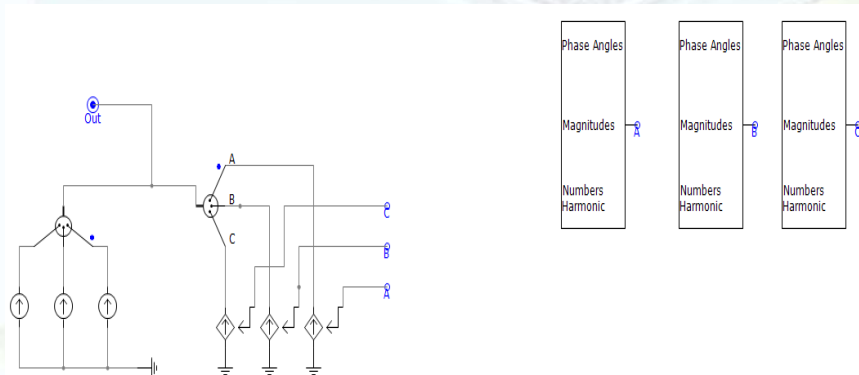 Phase Angles
Magnitudes
Numbers
Harmonic
A
Phase Angles
Magnitudes
Numbers
Harmonic
B
Phase Angles
Magnitudes
Numbers
Harmonic
C
Out
A
B
C
C
B
A